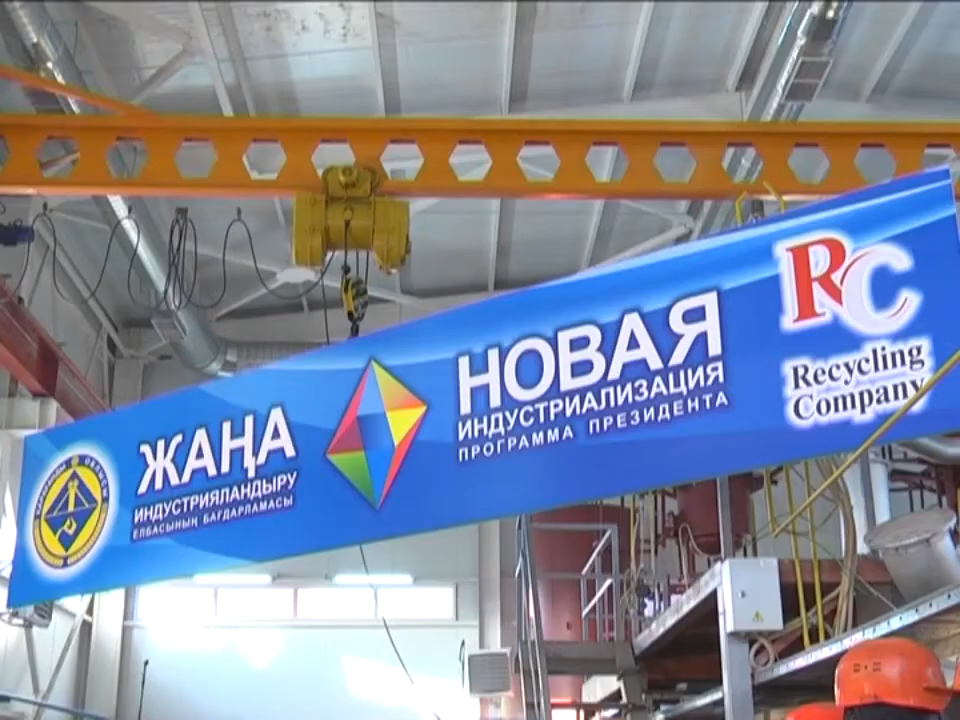 ЖАҢА
ИНДУСТРИЯЛАНДЫРУ
ЕЛБАСЫНЫҢ БАҒДАРЛАМАСЫ
НОВАЯ
ИНДУСТРИАЛИЗАЦИЯ
ПРОГРАММА ПРЕЗИДЕНТА
RC
Recycling
Company